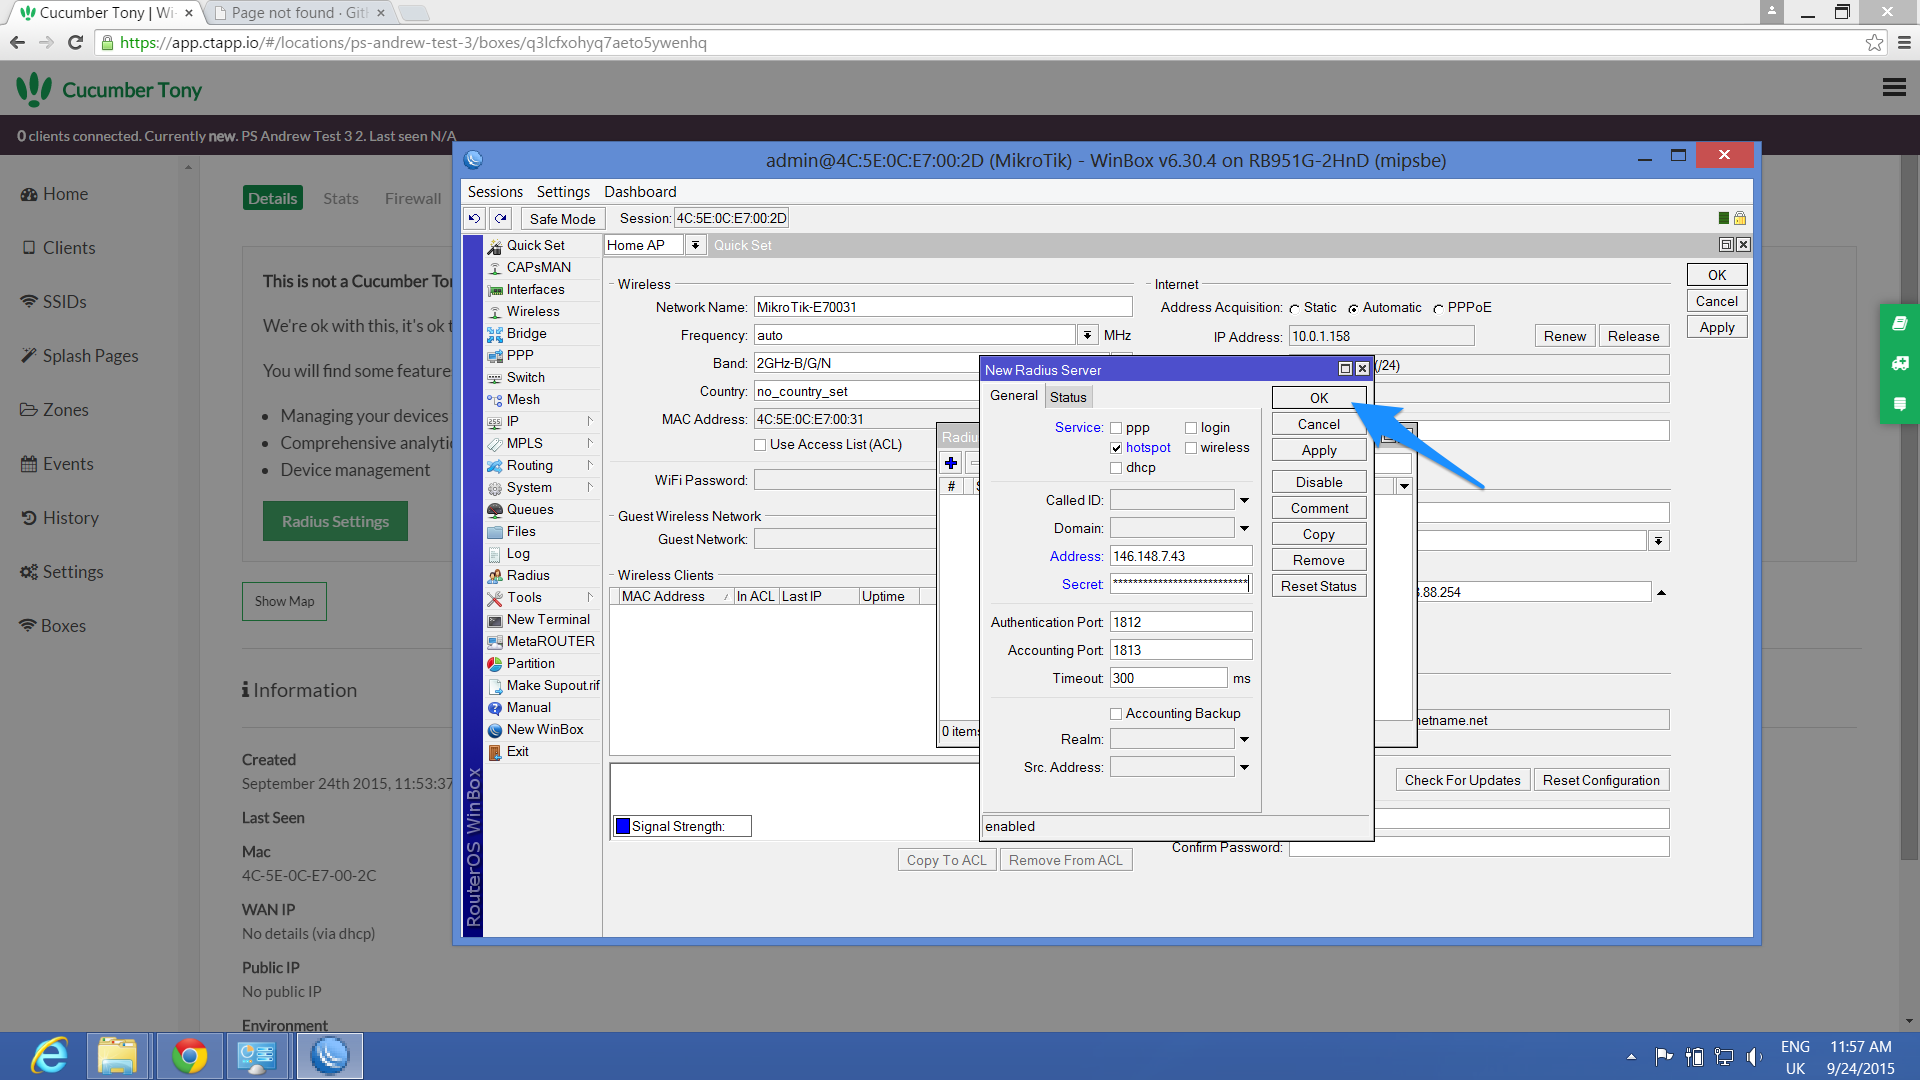 Cucumber Tony | Wi-
Page not found · Git
https://app.ctapp.io/#/locations/ps-andrew-test-3/boxes/q3lcfxohyq7aeto5ywenhq
Cucumber Tony
0 clients connected. Currently new. PS Andrew Test 3 2. Last seen N/A
Home
Clients
SSIDs
Splash Pages
Zones
Events
History
Settings
Boxes
Details Stats Firewall
This is not a Cucumber Ton
We're ok with this, it's ok t
You will find some feature
Managing your devices
Comprehensive analytic
Device management
Radius Settings
Show Map
Information
Created
September 24th 2015, 11:53:37
Last Seen
Mac
4C-5E-0C-E7-00-2C
WAN IP
No details (via dhcp)
Public IP
No public IP
Environment
admin@4C:5E:0C:E7:00:2D (MikroTik) - WinBox v6.30.4 on RB951G-2HnD (mipsbe)
Sessions Settings Dashboard
Safe Mode Session: 4C:5E:0C:E7:00:2D
RouterOS WinBox
Quick Set
CAPsMAN
Interfaces
Wireless
Bridge
PPP
Switch
Mesh
IP
MPLS
Routing
System
Queues
Files
Log
Radius
Tools
New Terminal
MetaROUTER
Partition
Make Supout.rif
Manual
New WinBox
Exit
Home AP Quick Set
Wireless
Network Name: MikroTik-E70031
Frequency: auto MHz
Band: 2GHz-B/G/N
Country: no_country_set
MAC Address: 4C:5E:0C:E7:00:31
Use Access List (ACL)
WiFi Password:
Guest Wireless Network
Guest Network:
Wireless Clients
MAC Address In ACL Last IP Uptime
Signal Strength:
Copy To ACL Remove From ACL
Internet
Address Acquisition: Static Automatic PPPoE
IP Address: 10.0.1.158 Renew Release
(/24)
.88.254
netname.net
Check For Updates Reset Configuration
Confirm Password:
OK
Cancel
Apply
Radiu
#
0 items
New Radius Server
General Status
Service: ppp login
hotspot wireless
dhcp
Called ID:
Domain:
Address: 146.148.7.43
Secret: ***************************
Authentication Port: 1812
Accounting Port: 1813
Timeout: 300 ms
Accounting Backup
Realm:
Src. Address:
enabled
OK
Cancel
Apply
Disable
Comment
Copy
Remove
Reset Status
ENG 11:57 AM
UK 9/24/2015